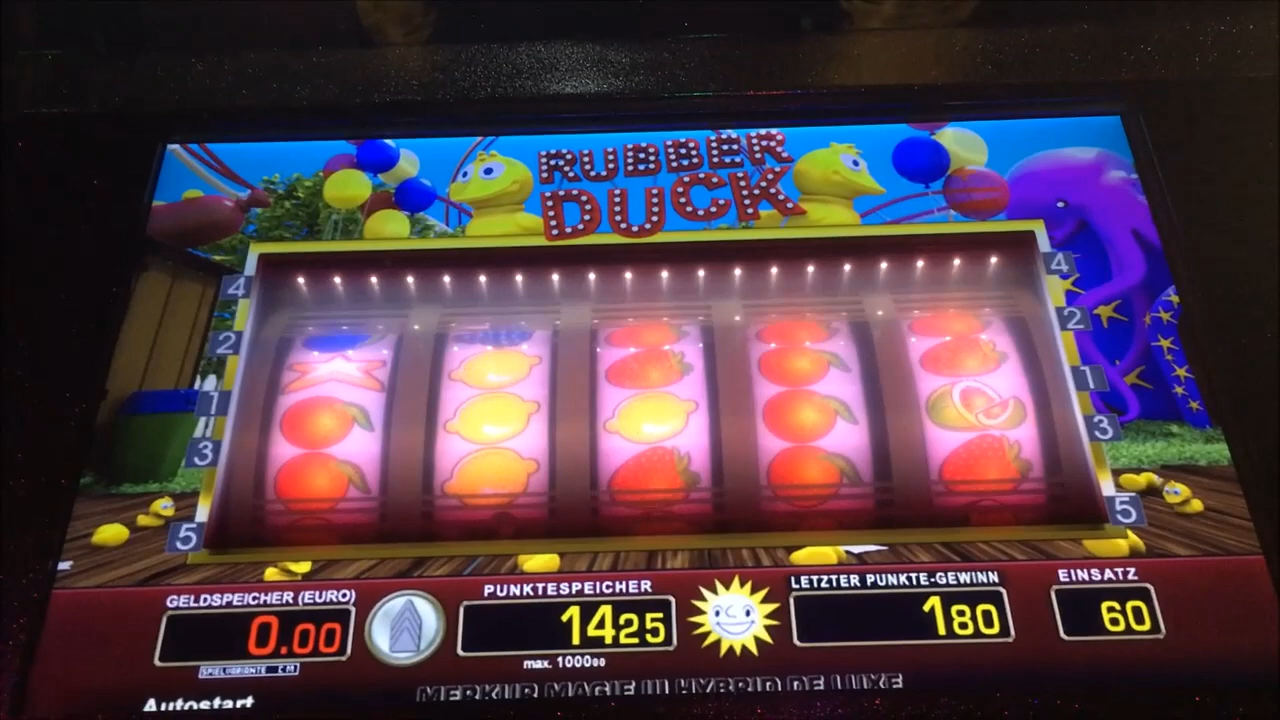 RUBBER
DUCK
4 4
2 2
1 1
3 3
5 5
GELDSPEICHER (EURO) PUNKTESPEICHER LETZTER PUNKTE-GEWINN EINSATZ
0.00 1425 180 60
SPIELVARIANTE C M max. 100000
Autostart MERKUR MAGIE III HYBRID DE LUXE